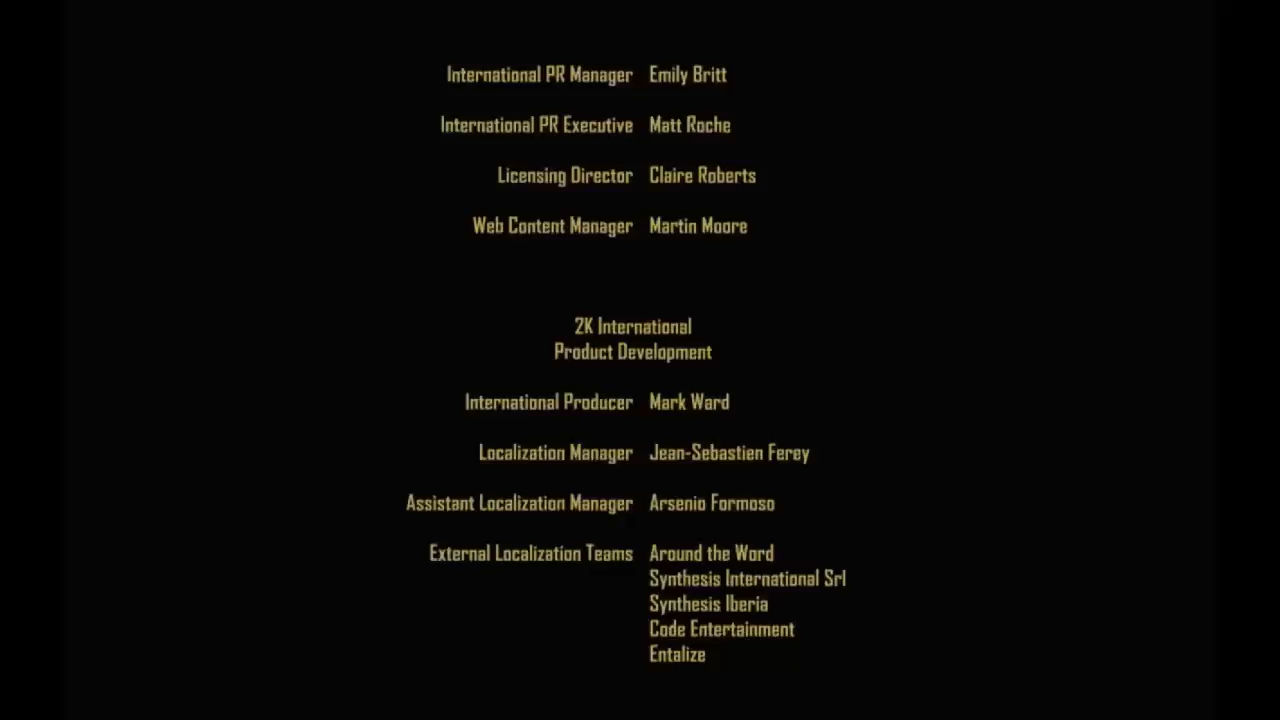 International PR Manager Emily Britt
International PR Executive Matt Roche
Licensing Director Claire Roberts
Web Content Manager Martin Moore
2K International
Product Development
International Producer Mark Ward
Localization Manager Jean-Sebastien Ferey
Assistant Localization Manager Arsenio Formoso
External Localization Teams Around the Word
Synthesis International Srl
Synthesis Iberia
Code Entertainment
Entalize